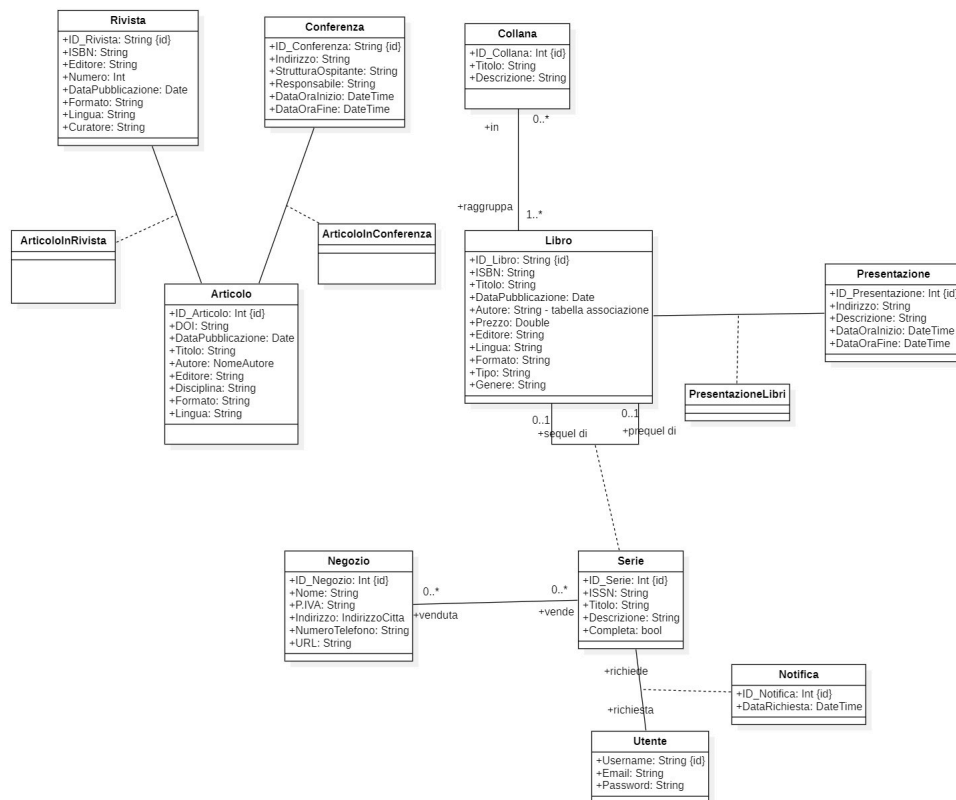 Rivista
+ID_Rivista: String {id}
+ISBN: String
+Editore: String
+Numero: Int
+DataPubblicazione: Date
+Formato: String
+Lingua: String
+Curatore: String
Conferenza
+ID_Conferenza: String {id}
+Indirizzo: String
+StrutturaOspitante: String
+Responsabile: String
+DataOraInizio: DateTime
+DataOraFine: DateTime
Collana
+ID_Collana: Int {id}
+Titolo: String
+Descrizione: String
+in
0..*
+raggruppa
1..*
ArticoloInRivista
ArticoloInConferenza
Articolo
+ID_Articolo: Int {id}
+DOI: String
+DataPubblicazione: Date
+Titolo: String
+Autore: NomeAutore
+Editore: String
+Disciplina: String
+Formato: String
+Lingua: String
Libro
+ID_Libro: String {id}
+ISBN: String
+Titolo: String
+DataPubblicazione: Date
+Autore: String - tabella associazione
+Prezzo: Double
+Editore: String
+Lingua: String
+Formato: String
+Tipo: String
+Genere: String
Presentazione
+ID_Presentazione: Int {id}
+Indirizzo: String
+Descrizione: String
+DataOraInizio: DateTime
+DataOraFine: DateTime
PresentazioneLibri
0..1
+sequel di
0..1
+prequel di
Negozio
+ID_Negozio: Int {id}
+Nome: String
+P.IVA: String
+Indirizzo: IndirizzoCitta
+NumeroTelefono: String
+URL: String
0..*
+venduta
0..*
+vende
Serie
+ID_Serie: Int {id}
+ISSN: String
+Titolo: String
+Descrizione: String
+Completa: bool
+richiede
+richiesta
Notifica
+ID_Notifica: Int {id}
+DataRichiesta: DateTime
Utente
+Username: String {id}
+Email: String
+Password: String